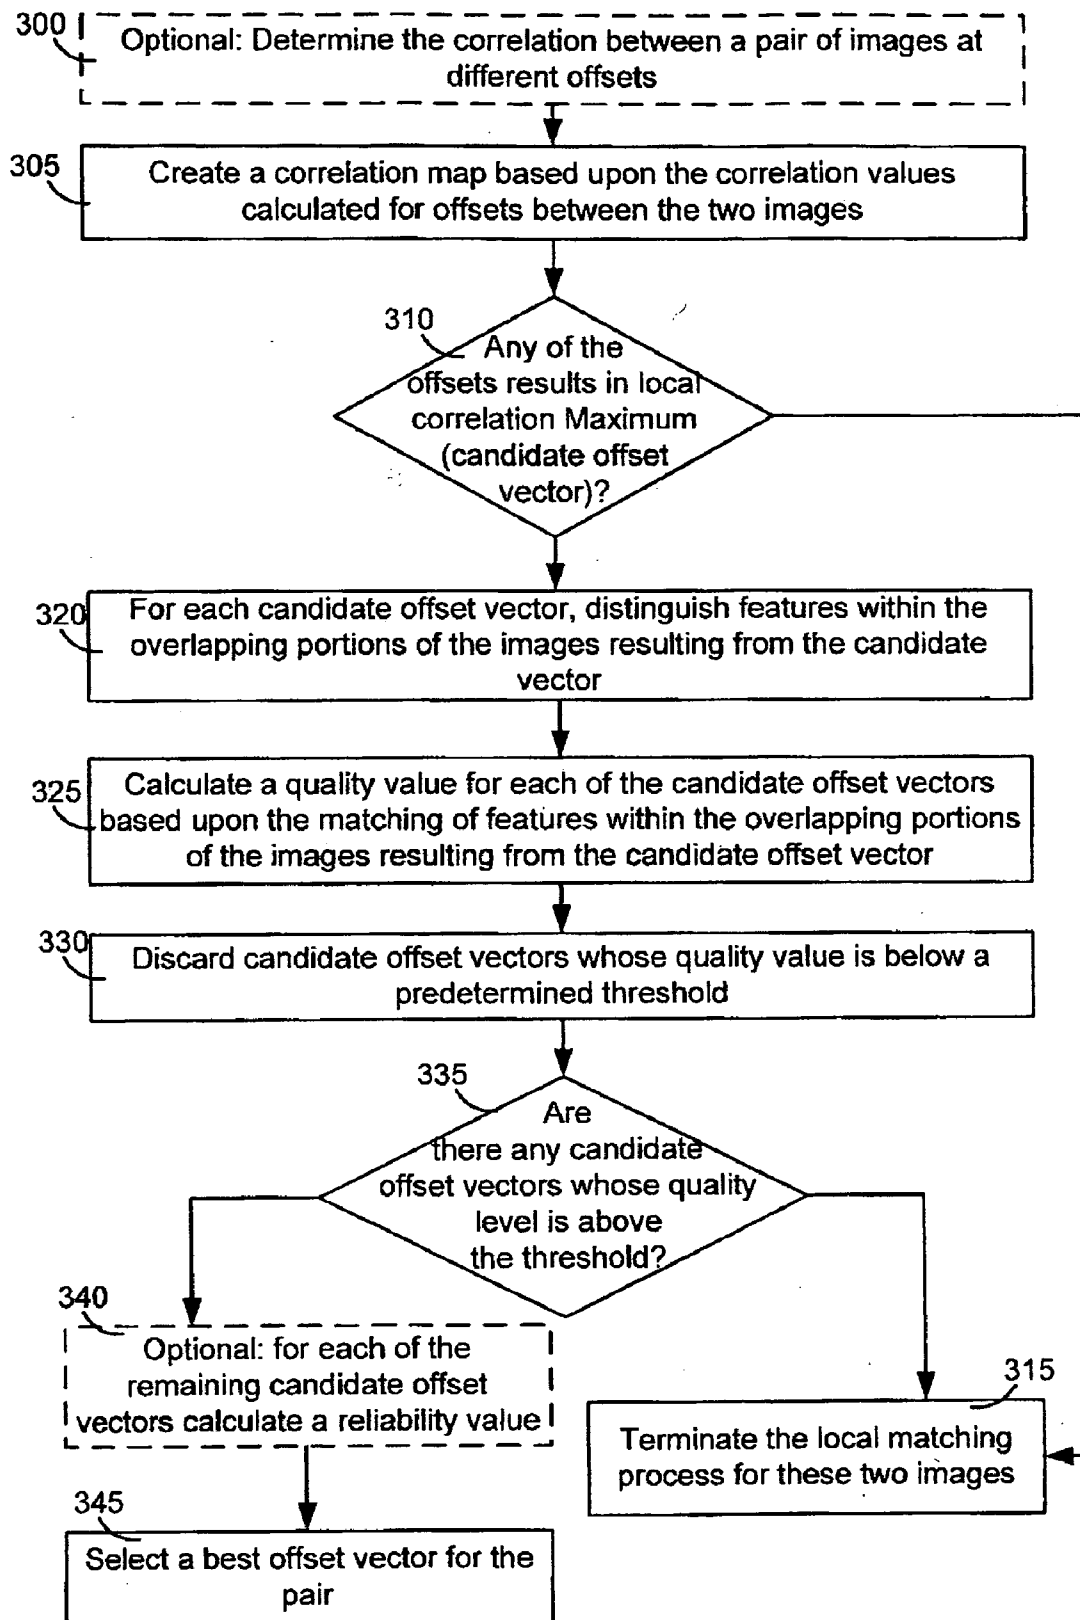 300
Optional: Determine the correlation between a pair of images at
different offsets
305
Create a correlation map based upon the correlation values
calculated for offsets between the two images
310
Any of the
offsets results in local
correlation Maximum
(candidate offset
vector)?
320
For each candidate offset vector, distinguish features within the
overlapping portions of the images resulting from the candidate
vector
325
Calculate a quality value for each of the candidate offset vectors
based upon the matching of features within the overlapping portions
of the images resulting from the candidate offset vector
330
Discard candidate offset vectors whose quality value is below a
predetermined threshold
335
Are
there any candidate
offset vectors whose quality
level is above
the threshold?
340
Optional: for each of the
remaining candidate offset
vectors calculate a reliability value
315
Terminate the local matching
process for these two images
345
Select a best offset vector for the
pair